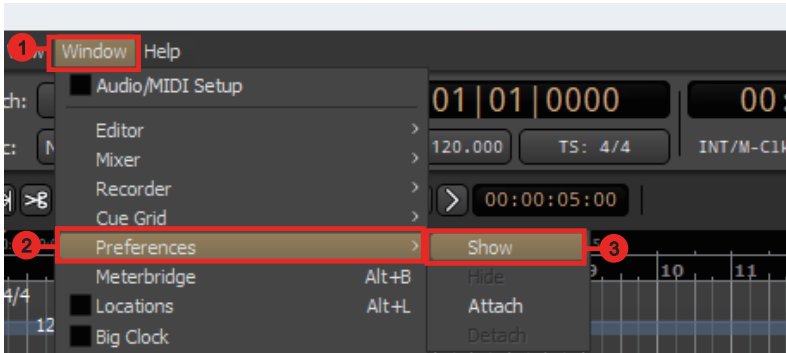 1 Window Help
Audio/MIDI Setup
01|01|0000
00:
Editor
120.000
TS: 4/4
INT/M-Clk
Mixer
Recorder
00:00:05:00
Cue Grid
2 Preferences
Show 3
Meterbridge Alt+B
Hide
9
10
11
4/4
Locations Alt+L
Attach
12
Big Clock
Detach